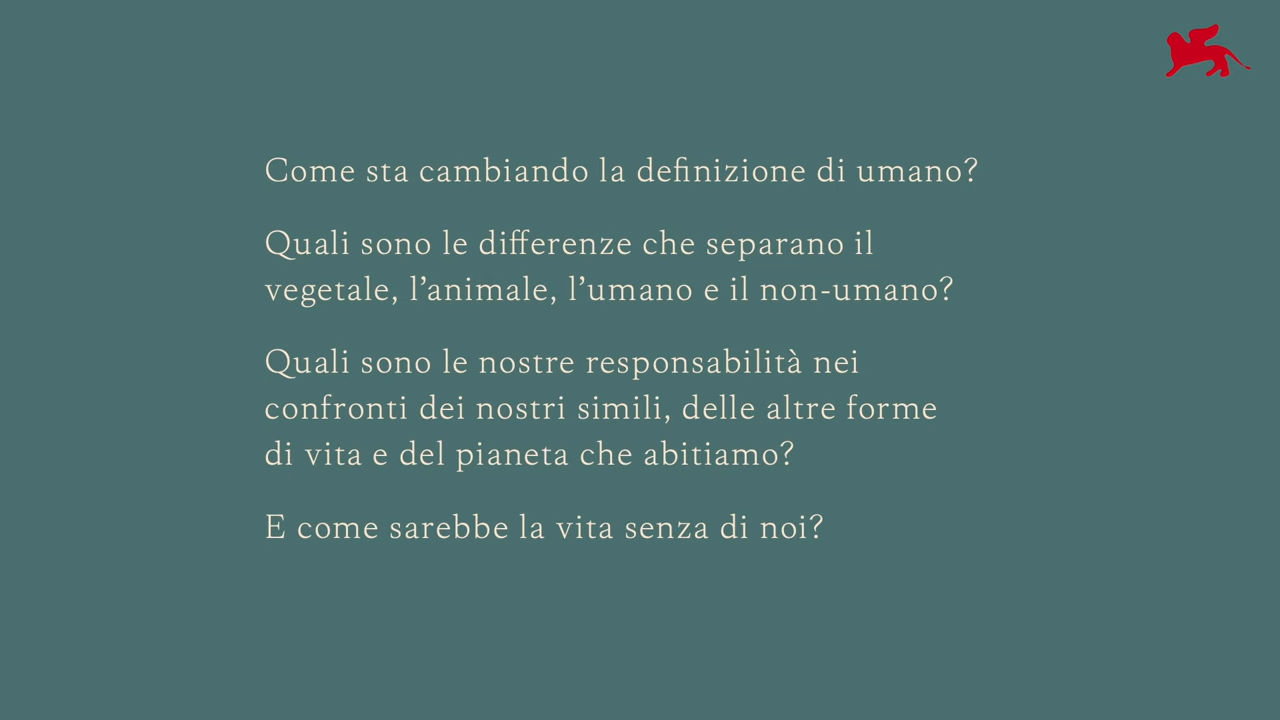 Come sta cambiando la definizione di umano?
Quali sono le differenze che separano il
vegetale, l’animale, l’umano e il non-umano?
Quali sono le nostre responsabilità nei
confronti dei nostri simili, delle altre forme
di vita e del pianeta che abitiamo?
E come sarebbe la vita senza di noi?